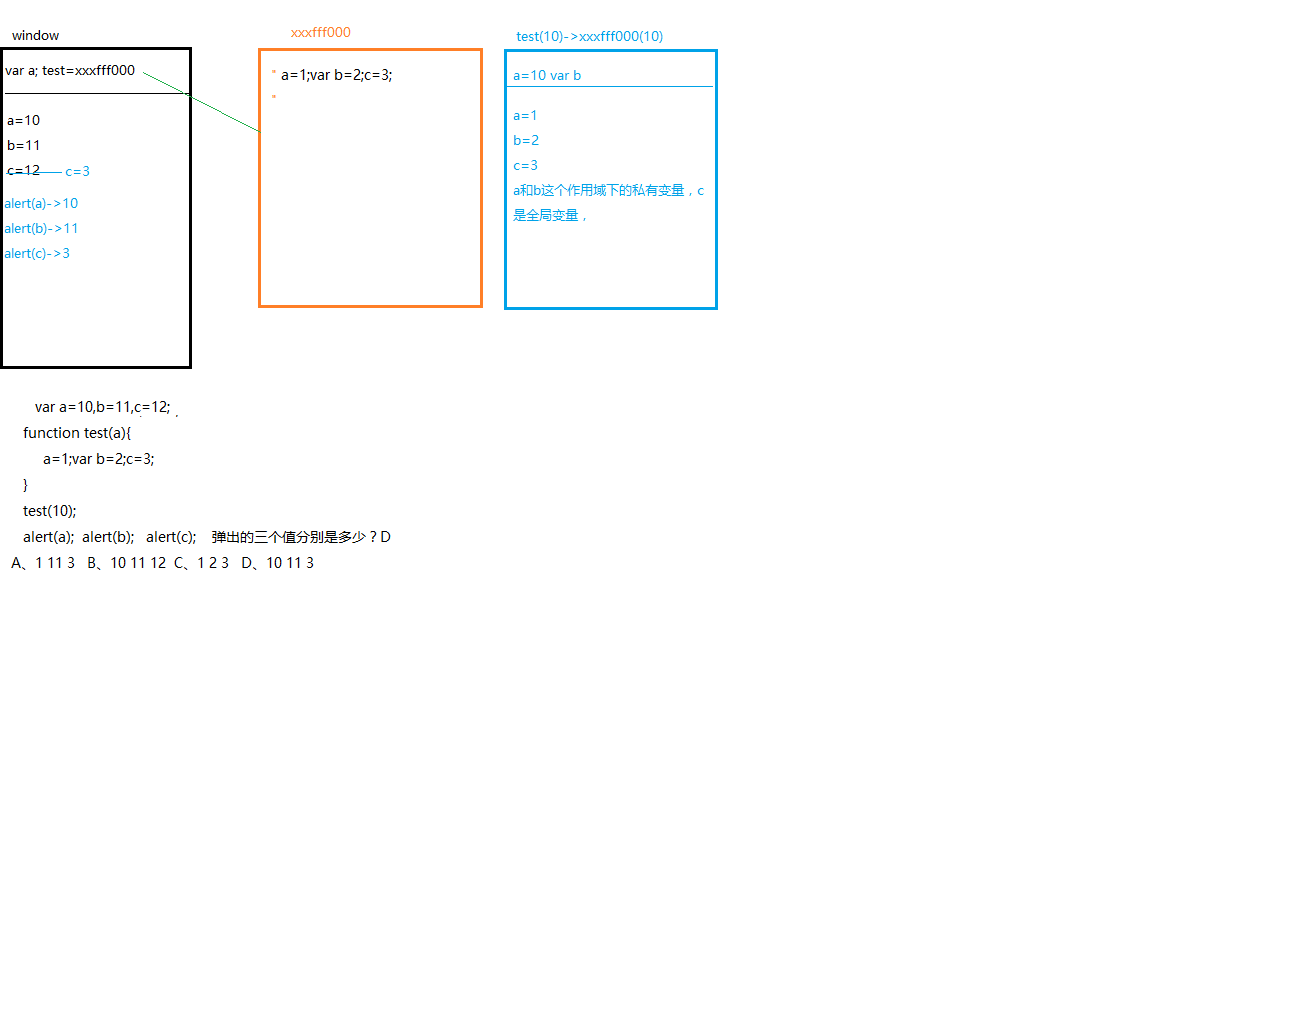 window
var a; test=xxxfff000
a=10
b=11
c=12 c=3
alert(a)->10
alert(b)->11
alert(c)->3
xxxfff000
a=1;var b=2;c=3;
test(10)->xxxfff000(10)
a=10 var b
a=1
b=2
c=3
a和b这个作用域下的私有变量，c
是全局变量，
var a=10,b=11,c=12;
function test(a){
a=1;var b=2;c=3;
}
test(10);
alert(a); alert(b); alert(c); 弹出的三个值分别是多少？D
A、1 11 3 B、10 11 12 C、1 2 3 D、10 11 3